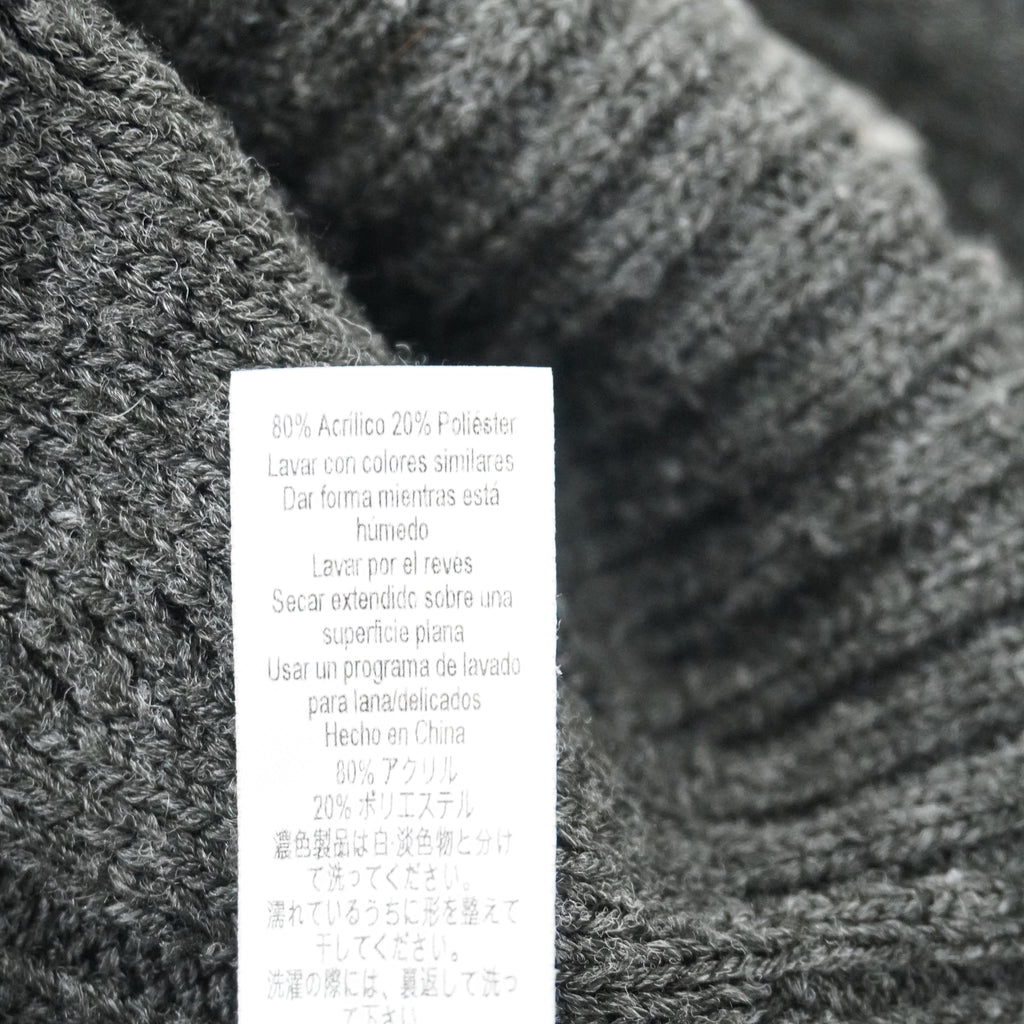 80% Acrílico 20% Poliéster
Lavar con colores similares
Dar forma mientras está
húmedo
Lavar por el revés
Secar extendido sobre una
superficie plana
Usar un programa de lavado
para lana/delicados
Hecho en China
80% アクリル
20% ポリエステル
濃色製品は白·淡色物と分け
て洗ってください。
濡れているうちに形を整えて
干してください。
洗濯の際には、裏返して洗っ
て下さい